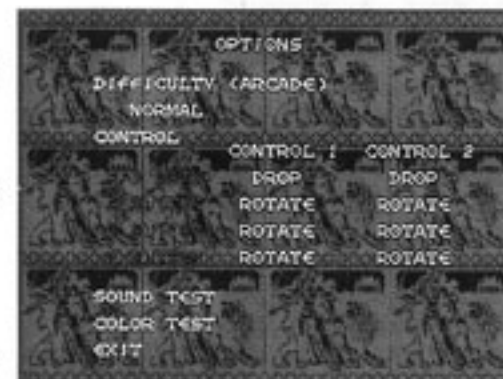 OPTIONS
DIFFICULTY (ARCADE)
NORMAL
CONTROL
CONTROL 1 CONTROL 2
DROP DROP
ROTATE ROTATE
ROTATE ROTATE
ROTATE ROTATE
SOUND TEST
COLOR TEST
EXIT